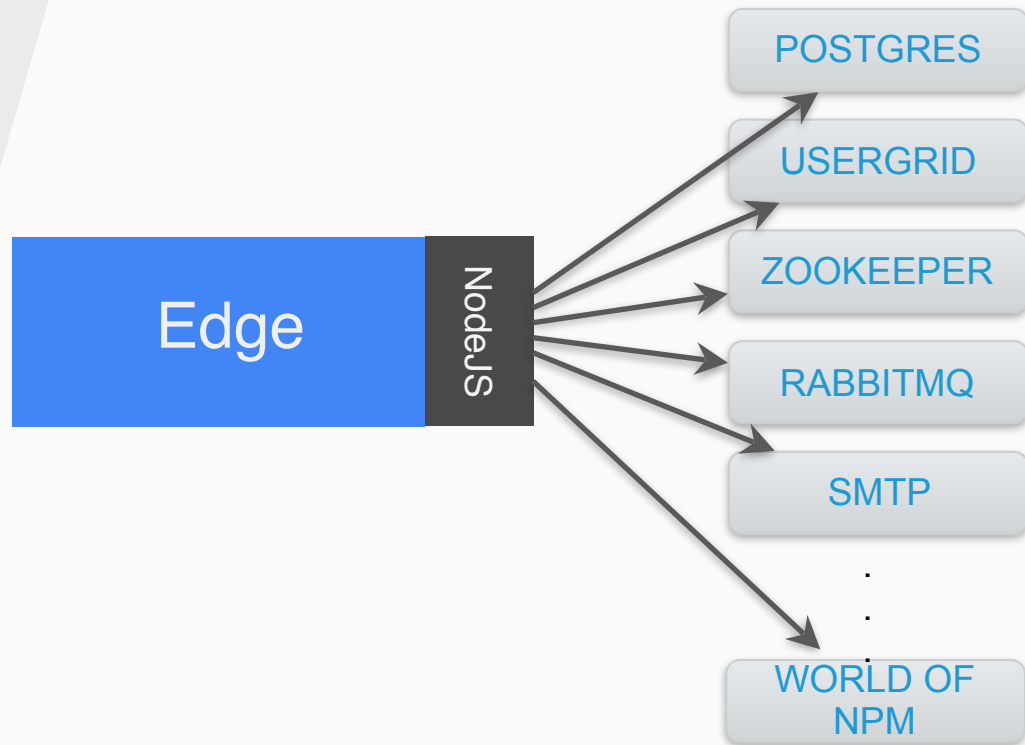 Edge
NodeJS
POSTGRES
USERGRID
ZOOKEEPER
RABBITMQ
SMTP
.
.
.
WORLD OF
NPM